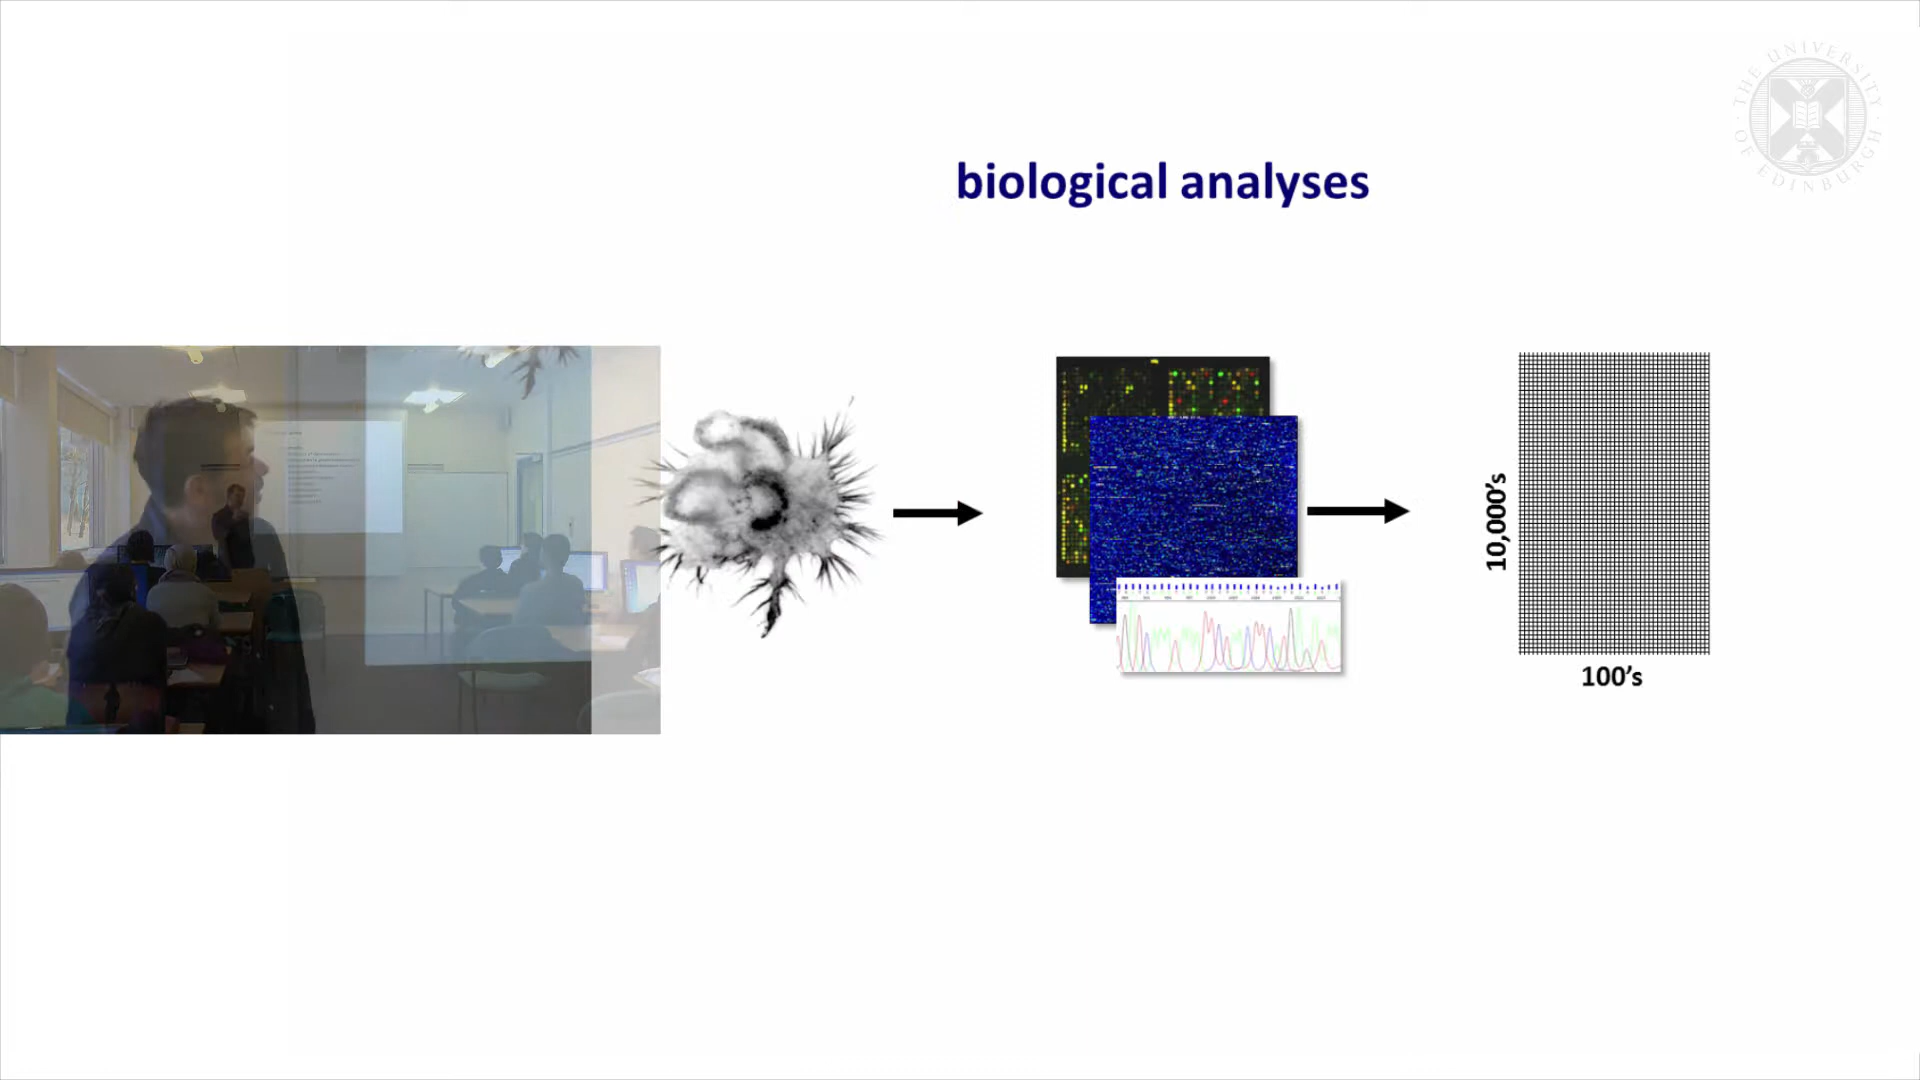 THE UNIVERSITY OF EDINBURGH
biological analyses
10,000's
100's